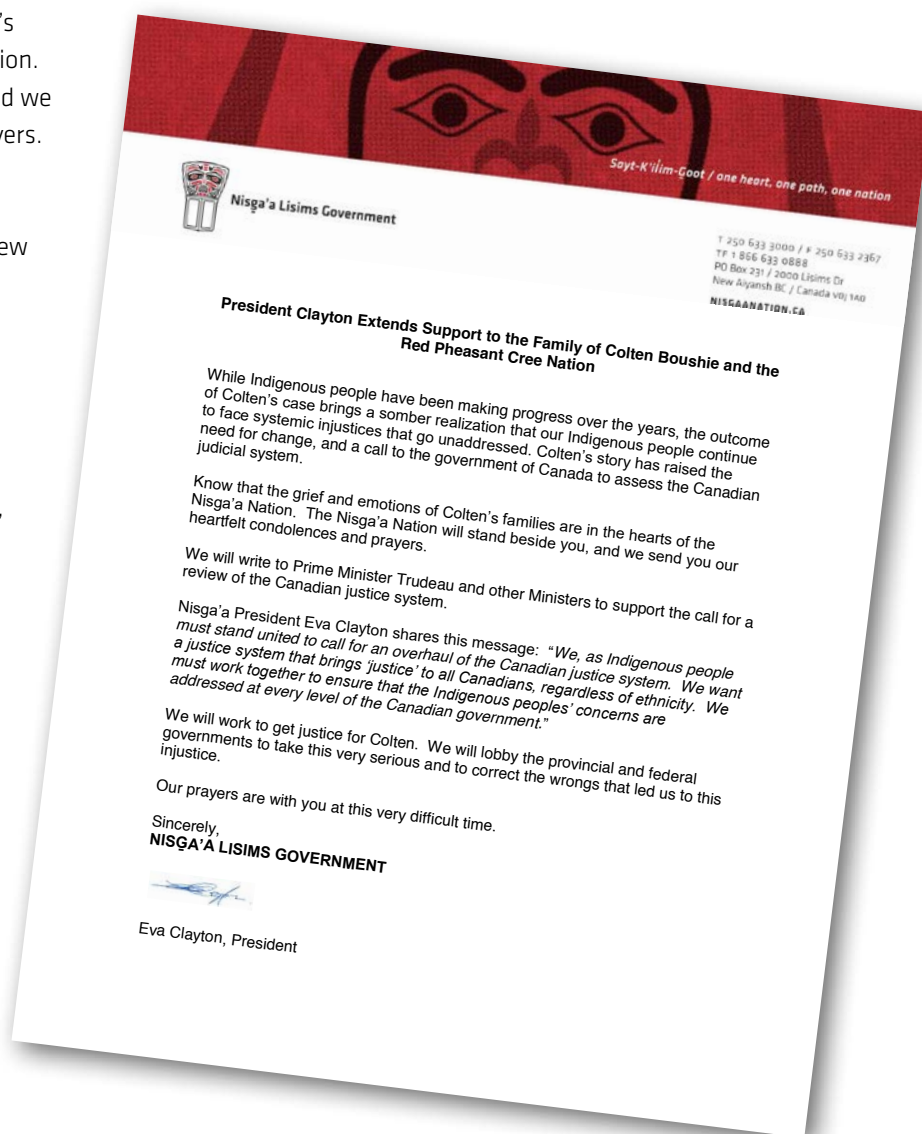 's
ion.
d we
vers.
ew
,
Sayt-K'ilim-Goot / one heart, one path, one nation
Nisg̱a'a Lisims Government
T 250 633 3000 / F 250 633 2367
TF 1 866 633 0888
PO Box 231 / 2000 Lisims Dr
New Aiyansh BC / Canada V0J 1A0
NISGAANATION.CA
President Clayton Extends Support to the Family of Colten Boushie and the
Red Pheasant Cree Nation
While Indigenous people have been making progress over the years, the outcome
of Colten's case brings a somber realization that our Indigenous people continue
to face systemic injustices that go unaddressed. Colten's story has raised the
need for change, and a call to the government of Canada to assess the Canadian
judicial system.
Know that the grief and emotions of Colten's families are in the hearts of the
Nisga'a Nation. The Nisga'a Nation will stand beside you, and we send you our
heartfelt condolences and prayers.
We will write to Prime Minister Trudeau and other Ministers to support the call for a
review of the Canadian justice system.
Nisga'a President Eva Clayton shares this message: "We, as Indigenous people
must stand united to call for an overhaul of the Canadian justice system. We want
a justice system that brings 'justice' to all Canadians, regardless of ethnicity. We
must work together to ensure that the Indigenous peoples' concerns are
addressed at every level of the Canadian government."
We will work to get justice for Colten. We will lobby the provincial and federal
governments to take this very serious and to correct the wrongs that led us to this
injustice.
Our prayers are with you at this very difficult time.
Sincerely,
NISG̱A'A LISIMS GOVERNMENT
Eva Clayton, President